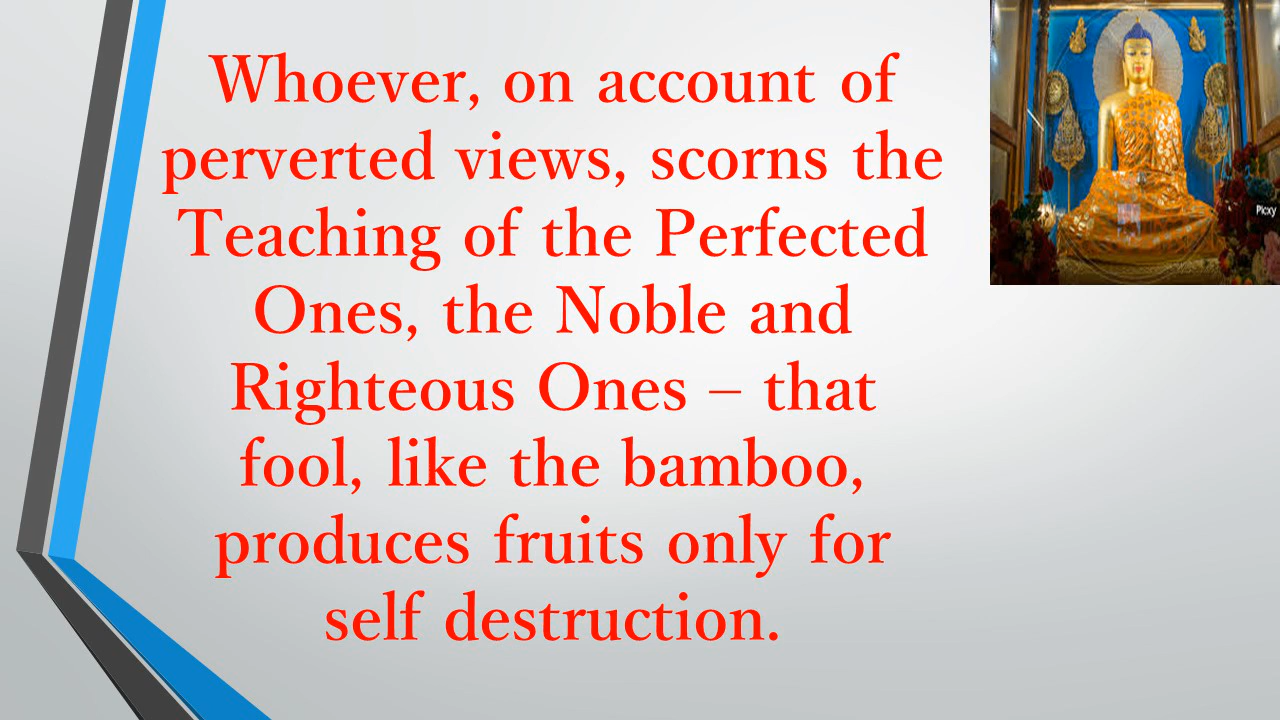 Whoever, on account of
perverted views, scorns the
Teaching of the Perfected
Ones, the Noble and
Righteous Ones – that
fool, like the bamboo,
produces fruits only for
self destruction.
Picxy